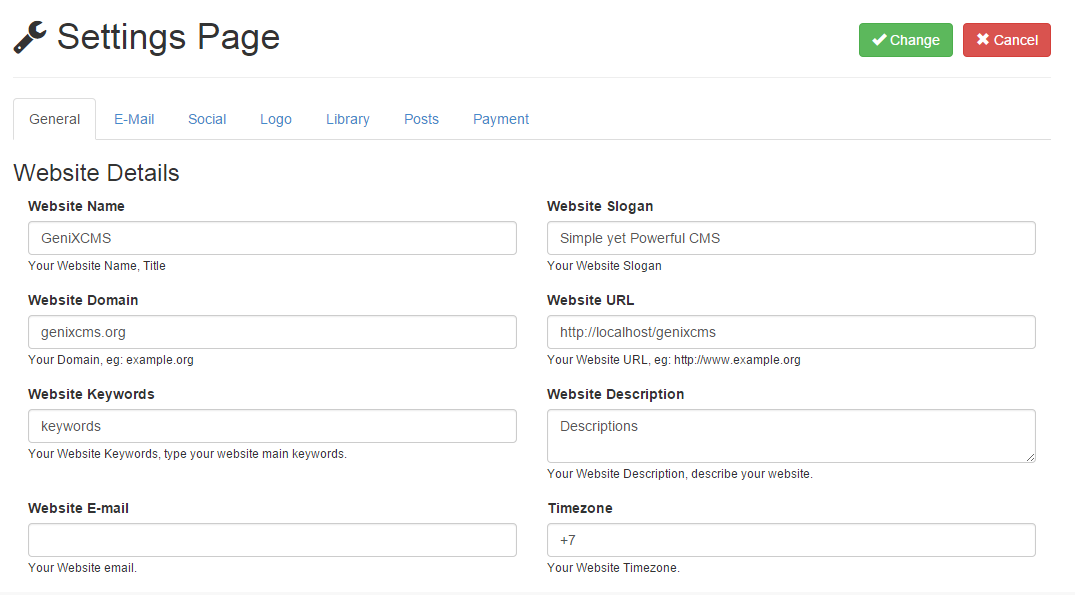 Settings Page
Change
Cancel
General
E-Mail
Social
Logo
Library
Posts
Payment
Website Details
Website Name
Website Slogan
GeniXCMS
Simple yet Powerful CMS
Your Website Name, Title
Your Website Slogan
Website Domain
Website URL
genixcms.org
http://localhost/genixcms
Your Domain, eg: example.org
Your Website URL, eg: http://www.example.org
Website Keywords
Website Description
keywords
Descriptions
Your Website Keywords, type your website main keywords.
Your Website Description, describe your website.
Website E-mail
Timezone
+7
Your Website email.
Your Website Timezone.